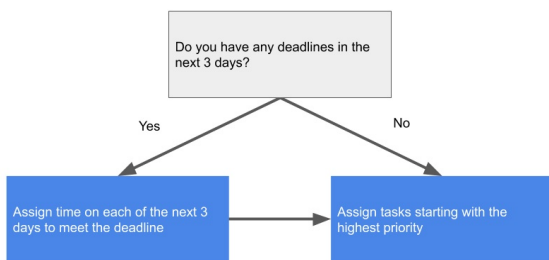 Do you have any deadlines in the
next 3 days?
Yes
No
Assign time on each of the next 3
days to meet the deadline
Assign tasks starting with the
highest priority